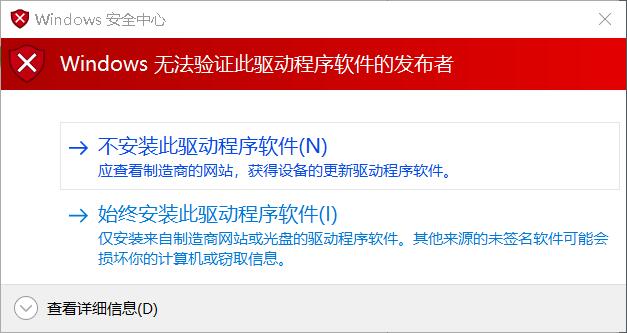 Windows 安全中心
Windows 无法验证此驱动程序软件的发布者
不安装此驱动程序软件(N)
应查看制造商的网站，获得设备的更新驱动程序软件。
始终安装此驱动程序软件(I)
仅安装来自制造商网站或光盘的驱动程序软件。其他来源的未签名软件可能会
损坏你的计算机或窃取信息。
查看详细信息(D)